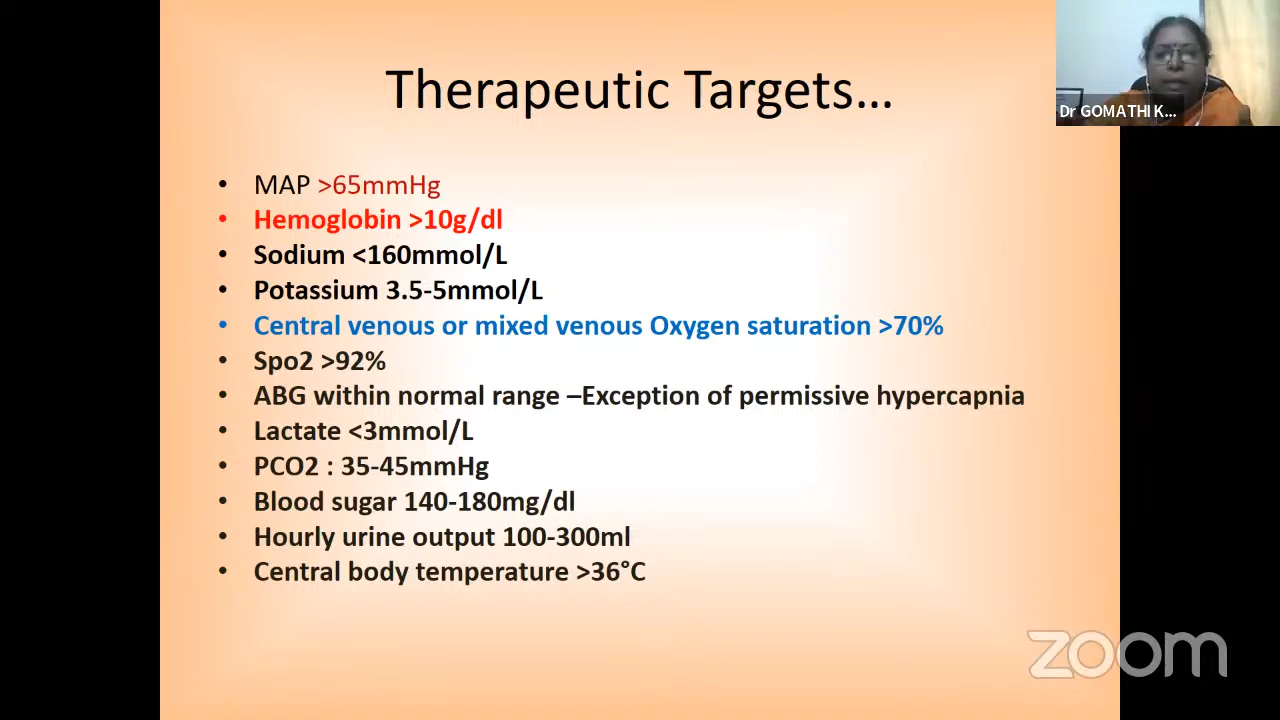 Therapeutic Targets...
Dr GOMATHI K...
• MAP >65mmHg
• Hemoglobin >10g/dl
• Sodium <160mmol/L
• Potassium 3.5-5mmol/L
• Central venous or mixed venous Oxygen saturation >70%
• Spo2 >92%
• ABG within normal range –Exception of permissive hypercapnia
• Lactate <3mmol/L
• PCO2 : 35-45mmHg
• Blood sugar 140-180mg/dl
• Hourly urine output 100-300ml
• Central body temperature >36°C
zoom